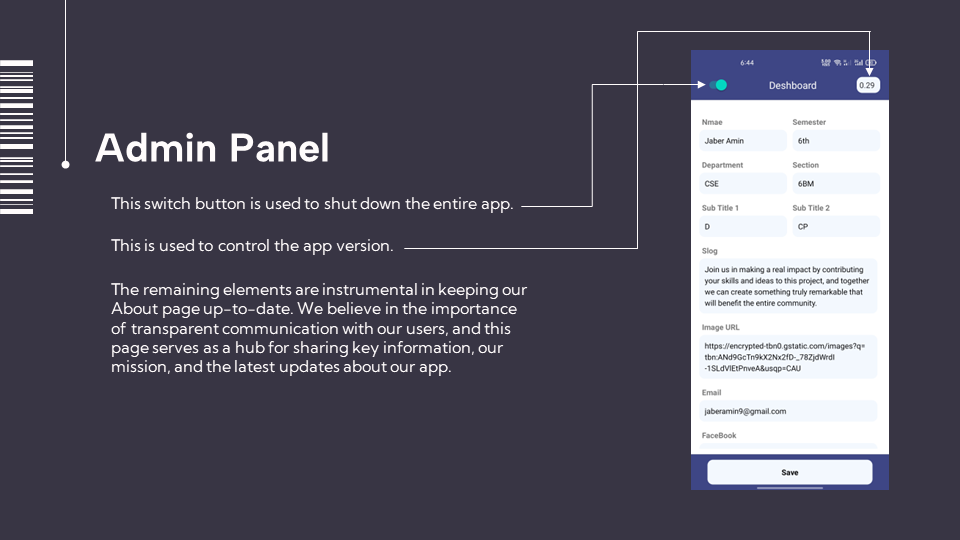 Admin Panel
This switch button is used to shut down the entire app.
This is used to control the app version.
The remaining elements are instrumental in keeping our
About page up-to-date. We believe in the importance
of transparent communication with our users, and this
page serves as a hub for sharing key information, our
mission, and the latest updates about our app.
6:44
Deshboard
0.29
Nmae
Semester
Jaber Amin
6th
Department
Section
CSE
6BM
Sub Title 1
Sub Title 2
D
CP
Slog
Join us in making a real impact by contributing
your skills and ideas to this project, and together
we can create something truly remarkable that
will benefit the entire community.
Image URL
https://encrypted-tbn0.gstatic.com/images?q=
tbn:ANd9GcTn9kX2Nx2fD-_78ZjdWrdI
-1SLdVlEtPnveA&usqp=CAU
Email
jaberamin9@gmail.com
FaceBook
Save